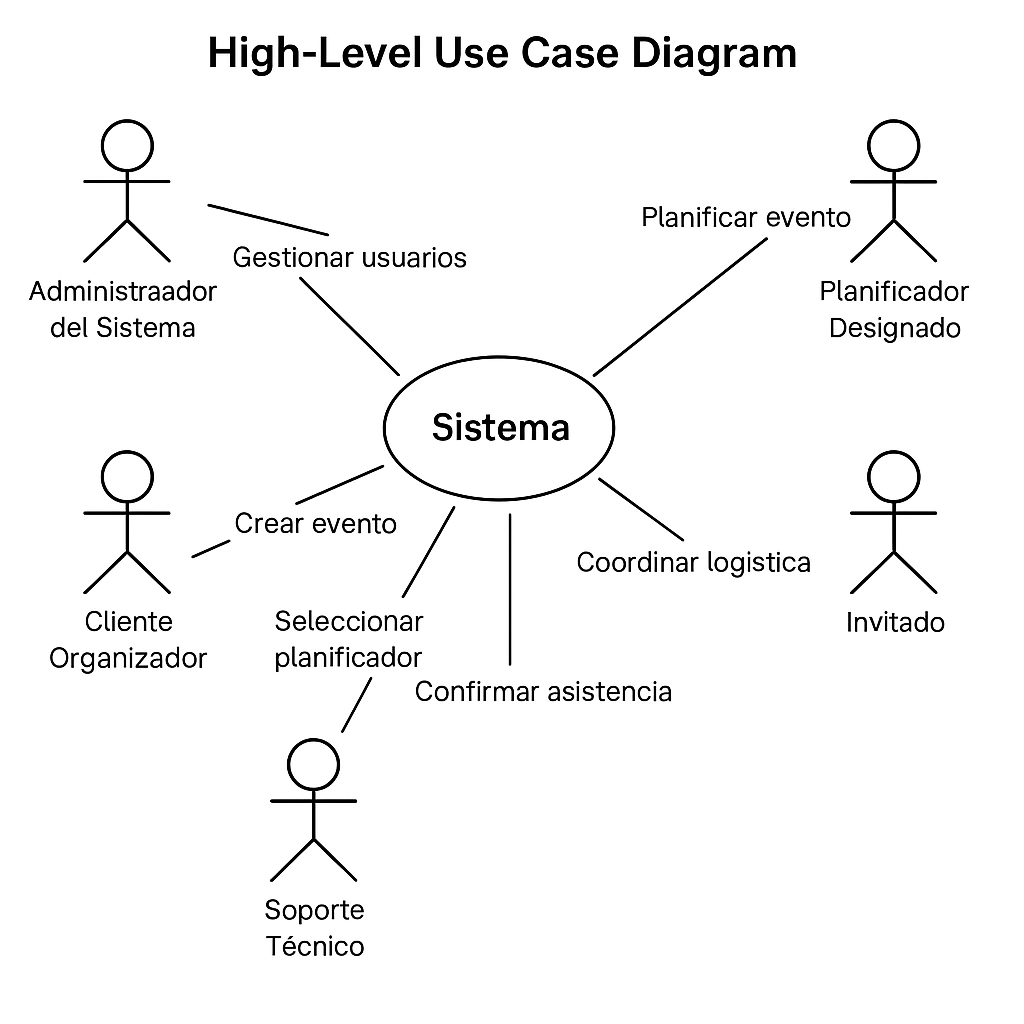 High-Level Use Case Diagram
Planificar evento
Gestionar usuarios
Administraador
del Sistema
Planificador
Designado
Sistema
Crear evento
Coordinar logistica
Cliente
Organizador
Seleccionar
planificador
Invitado
Confirmar asistencia
Soporte
Técnico